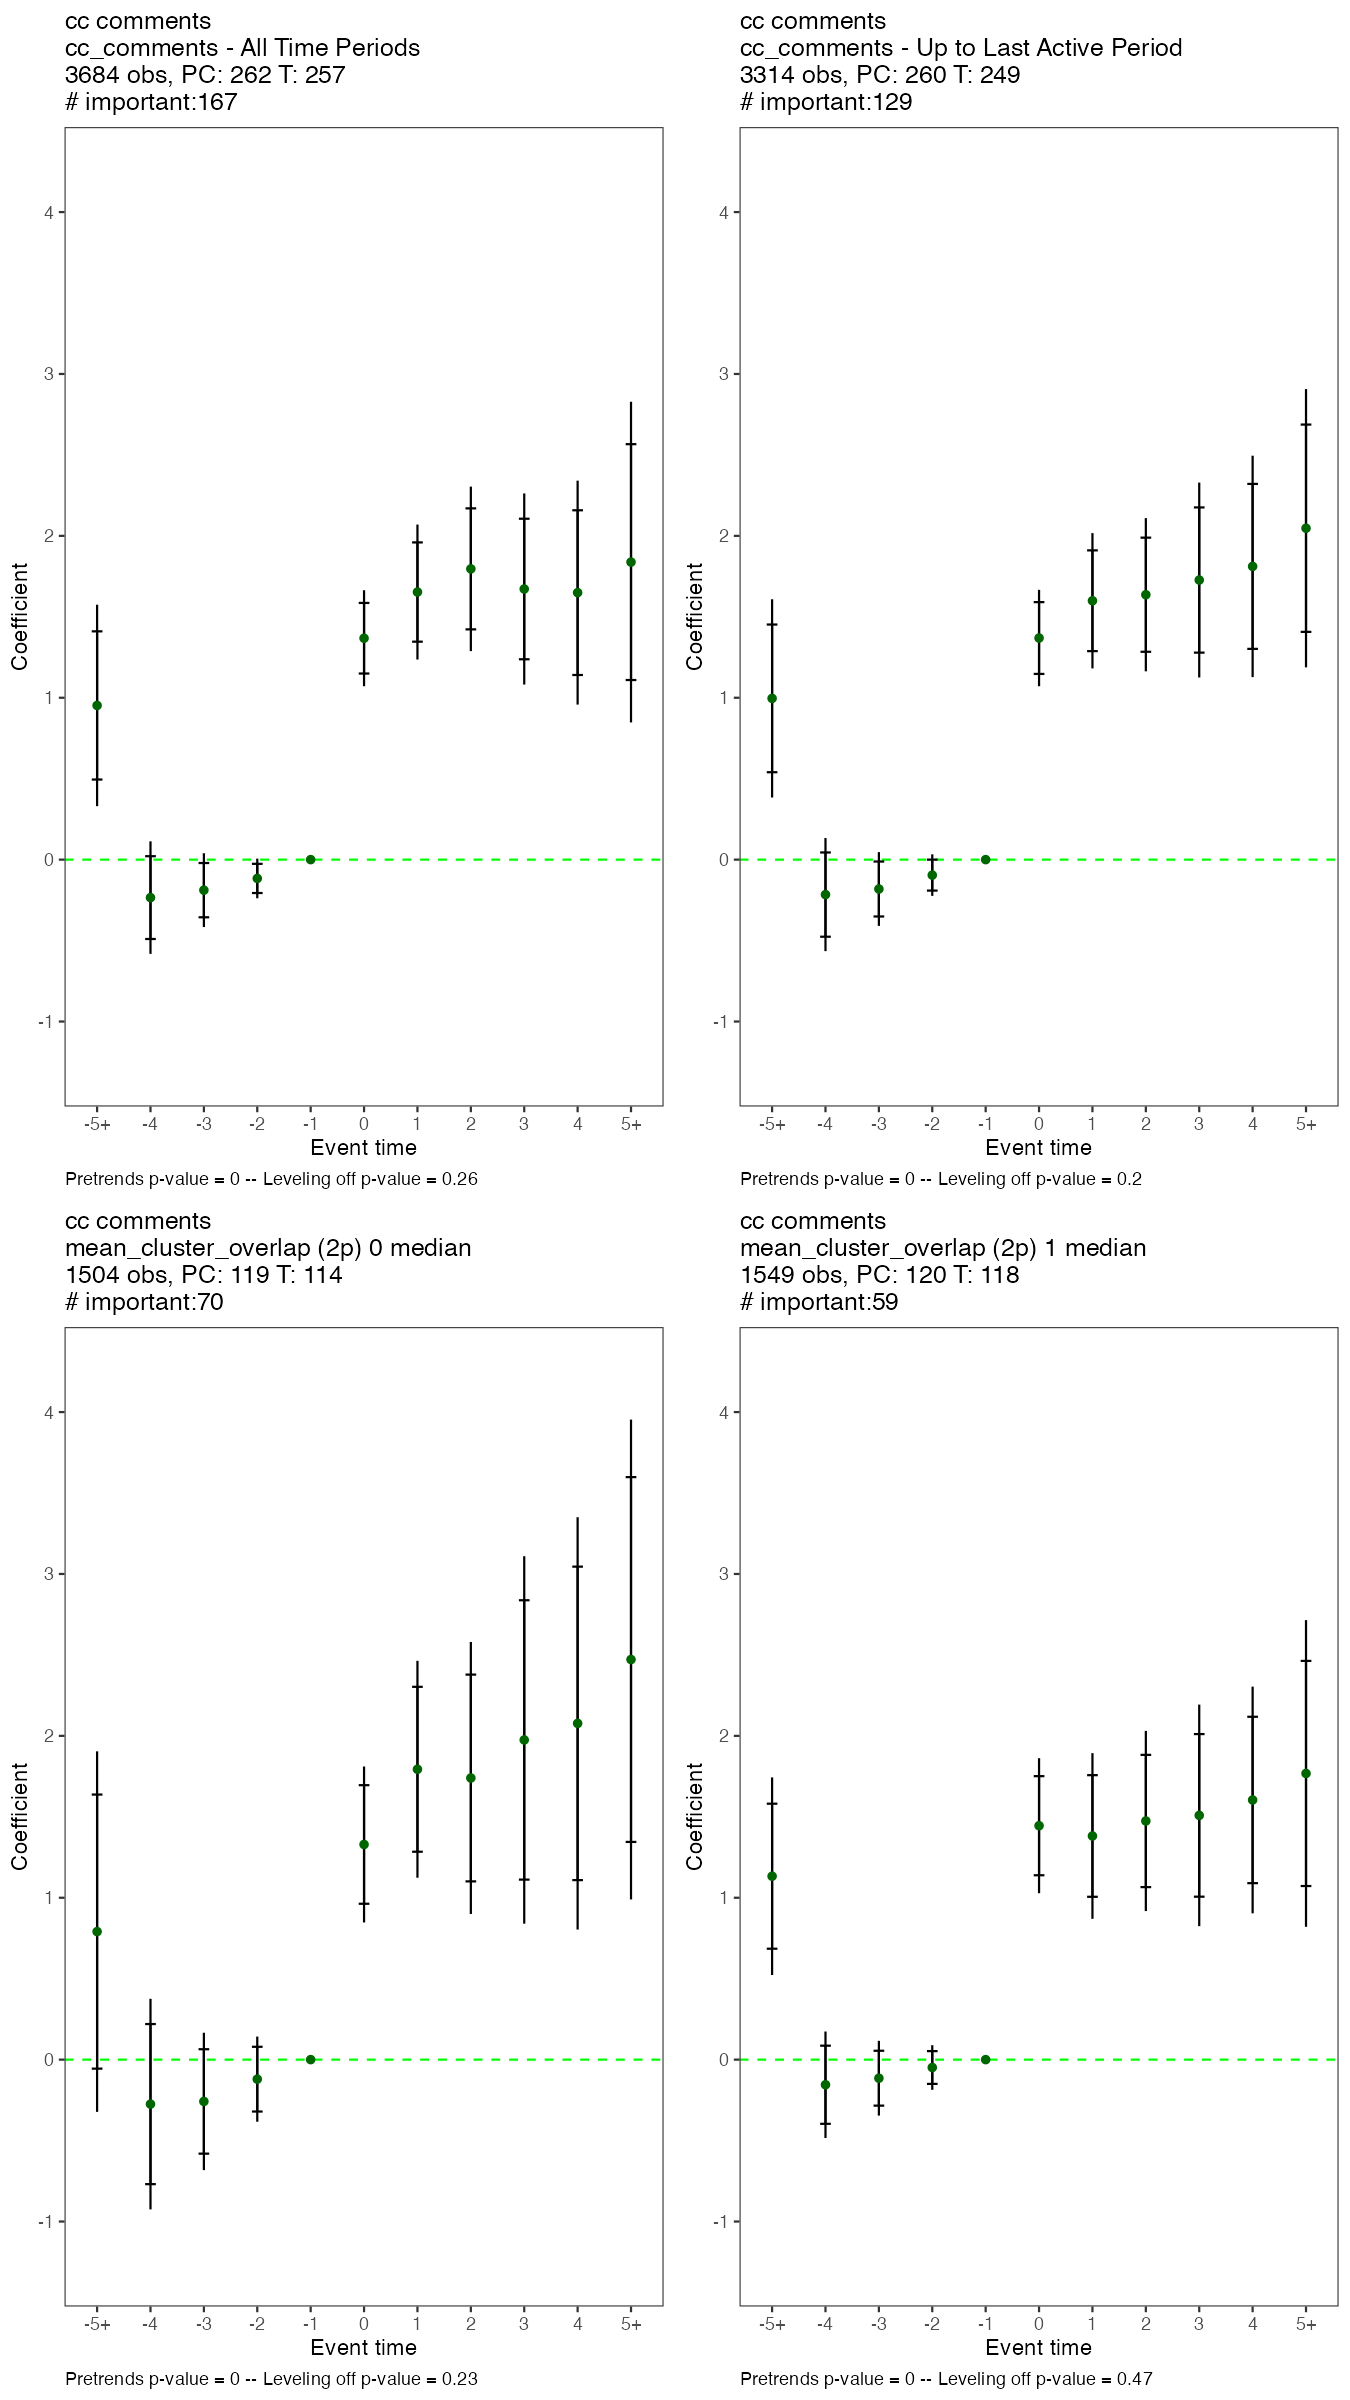 cc comments
cc_comments - All Time Periods
3684 obs, PC: 262 T: 257
# important:167
4
3
2
1
0
-1
Coefficient
-5+ -4 -3 -2 -1 0 1 2 3 4 5+
Event time
Pretrends p-value = 0 -- Leveling off p-value = 0.26
cc comments
cc_comments - Up to Last Active Period
3314 obs, PC: 260 T: 249
# important:129
4
3
2
1
0
-1
Coefficient
-5+ -4 -3 -2 -1 0 1 2 3 4 5+
Event time
Pretrends p-value = 0 -- Leveling off p-value = 0.2
cc comments
mean_cluster_overlap (2p) 0 median
1504 obs, PC: 119 T: 114
# important:70
4
3
2
1
0
-1
Coefficient
-5+ -4 -3 -2 -1 0 1 2 3 4 5+
Event time
Pretrends p-value = 0 -- Leveling off p-value = 0.23
cc comments
mean_cluster_overlap (2p) 1 median
1549 obs, PC: 120 T: 118
# important:59
4
3
2
1
0
-1
Coefficient
-5+ -4 -3 -2 -1 0 1 2 3 4 5+
Event time
Pretrends p-value = 0 -- Leveling off p-value = 0.47